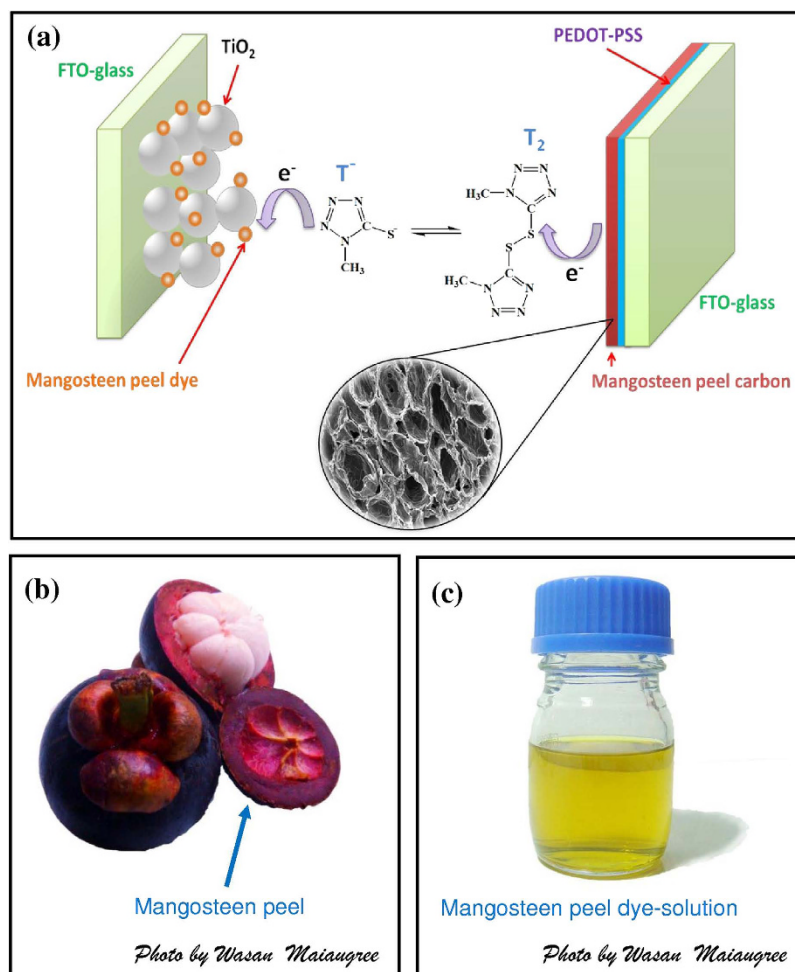 (a)
TiO2
FTO-glass
PEDOT-PSS
T2
T-
e-
N
N
N
N
C
S-
CH3
H3C
N
N
N
N
C
S
S
H3C
C
N
N
N
N
e-
FTO-glass
Mangosteen peel dye
Mangosteen peel carbon
(b)
Mangosteen peel
Photo by Wasan Maiaugree
(c)
Mangosteen peel dye-solution
Photo by Wasan Maiaugree